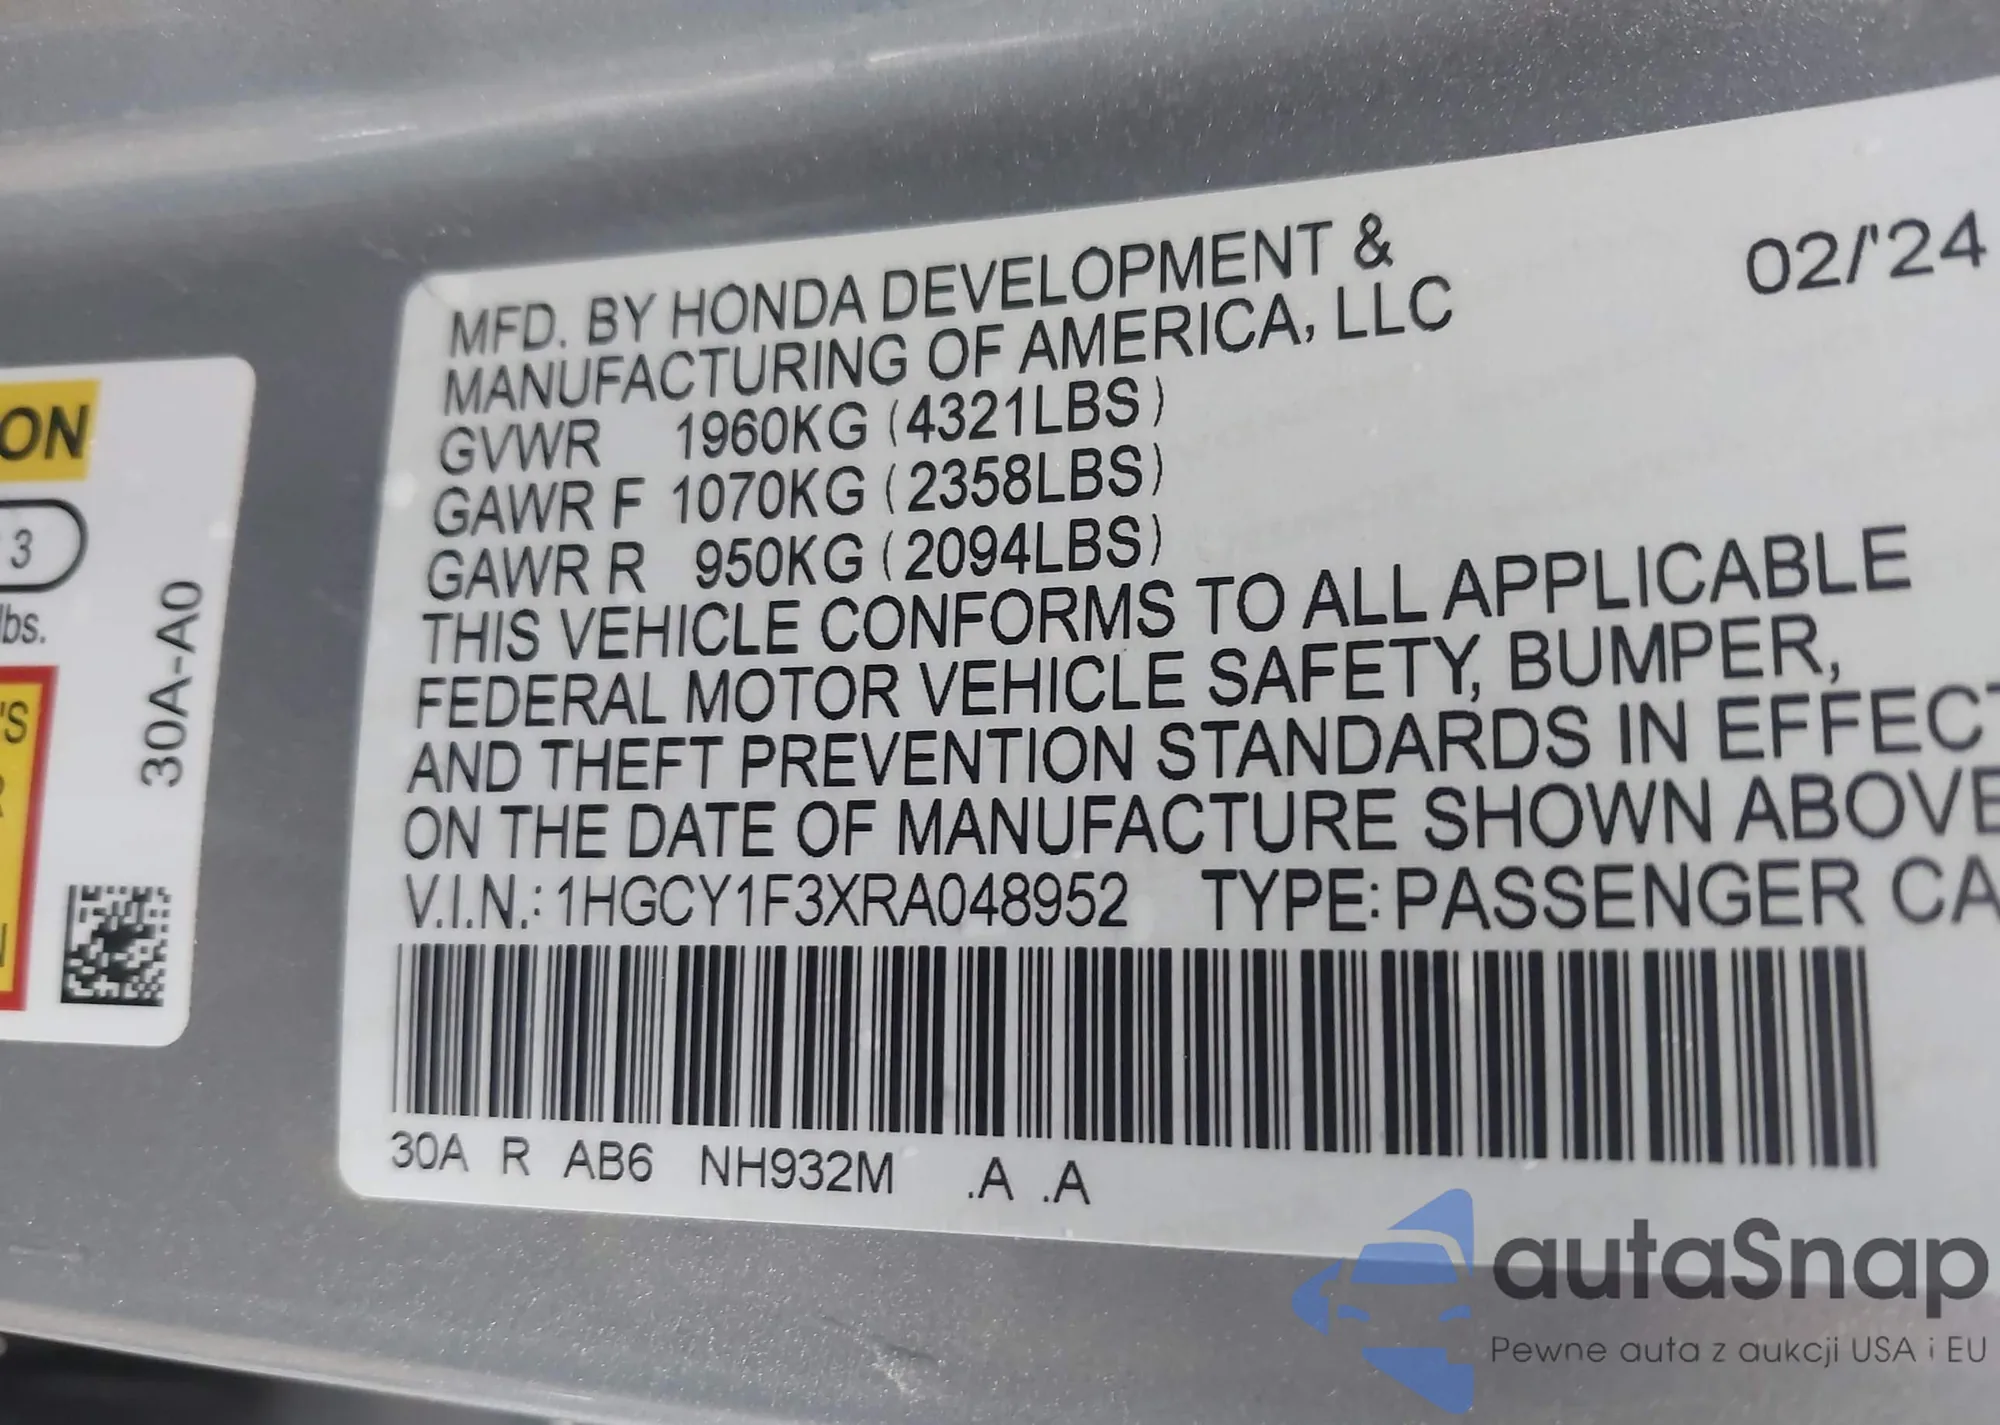 MFD. BY HONDA DEVELOPMENT &
MANUFACTURING OF AMERICA, LLC
02/'24
GVWR 1960KG (4321LBS)
GAWR F 1070KG (2358LBS)
GAWR R 950KG (2094LBS)
THIS VEHICLE CONFORMS TO ALL APPLICABLE
FEDERAL MOTOR VEHICLE SAFETY, BUMPER,
AND THEFT PREVENTION STANDARDS IN EFFECT
ON THE DATE OF MANUFACTURE SHOWN ABOVE
V.I.N.: 1HGCY1F3XRA048952 TYPE: PASSENGER CA
30A R AB6 NH932M .A .A
ON
3
lbs.
'S
30A-A0
autaSnap
Pewne auta z aukcji USA i EU